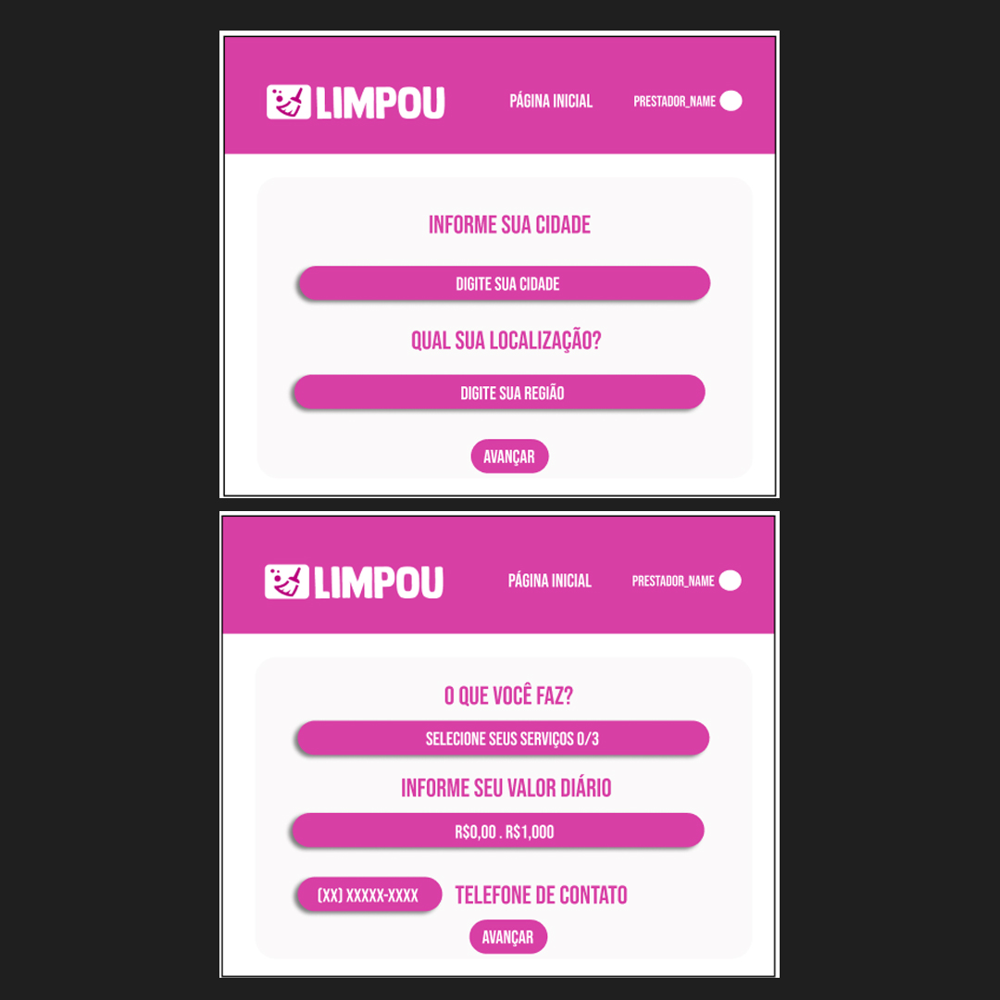 LIMPOU
PÁGINA INICIAL
PRESTADOR_NAME
INFORME SUA CIDADE
DIGITE SUA CIDADE
QUAL SUA LOCALIZAÇÃO?
DIGITE SUA REGIÃO
AVANÇAR
LIMPOU
PÁGINA INICIAL
PRESTADOR_NAME
O QUE VOCÊ FAZ?
SELECIONE SEUS SERVIÇOS 0/3
INFORME SEU VALOR DIÁRIO
R$0,00 . R$1,000
(XX) XXXXX-XXXX
TELEFONE DE CONTATO
AVANÇAR